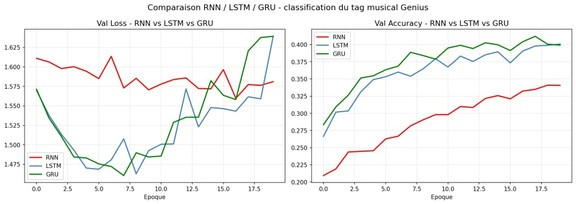 Comparaison RNN / LSTM / GRU - classification du tag musical Genius
Val Loss - RNN vs LSTM vs GRU
1.625
1.600
1.575
1.550
1.525
1.500
1.475
RNN
LSTM
GRU
0.0 2.5 5.0 7.5 10.0 12.5 15.0 17.5
Epoque
Val Accuracy - RNN vs LSTM vs GRU
RNN
LSTM
GRU
0.400
0.375
0.350
0.325
0.300
0.275
0.250
0.225
0.200
0.0 2.5 5.0 7.5 10.0 12.5 15.0 17.5
Epoque